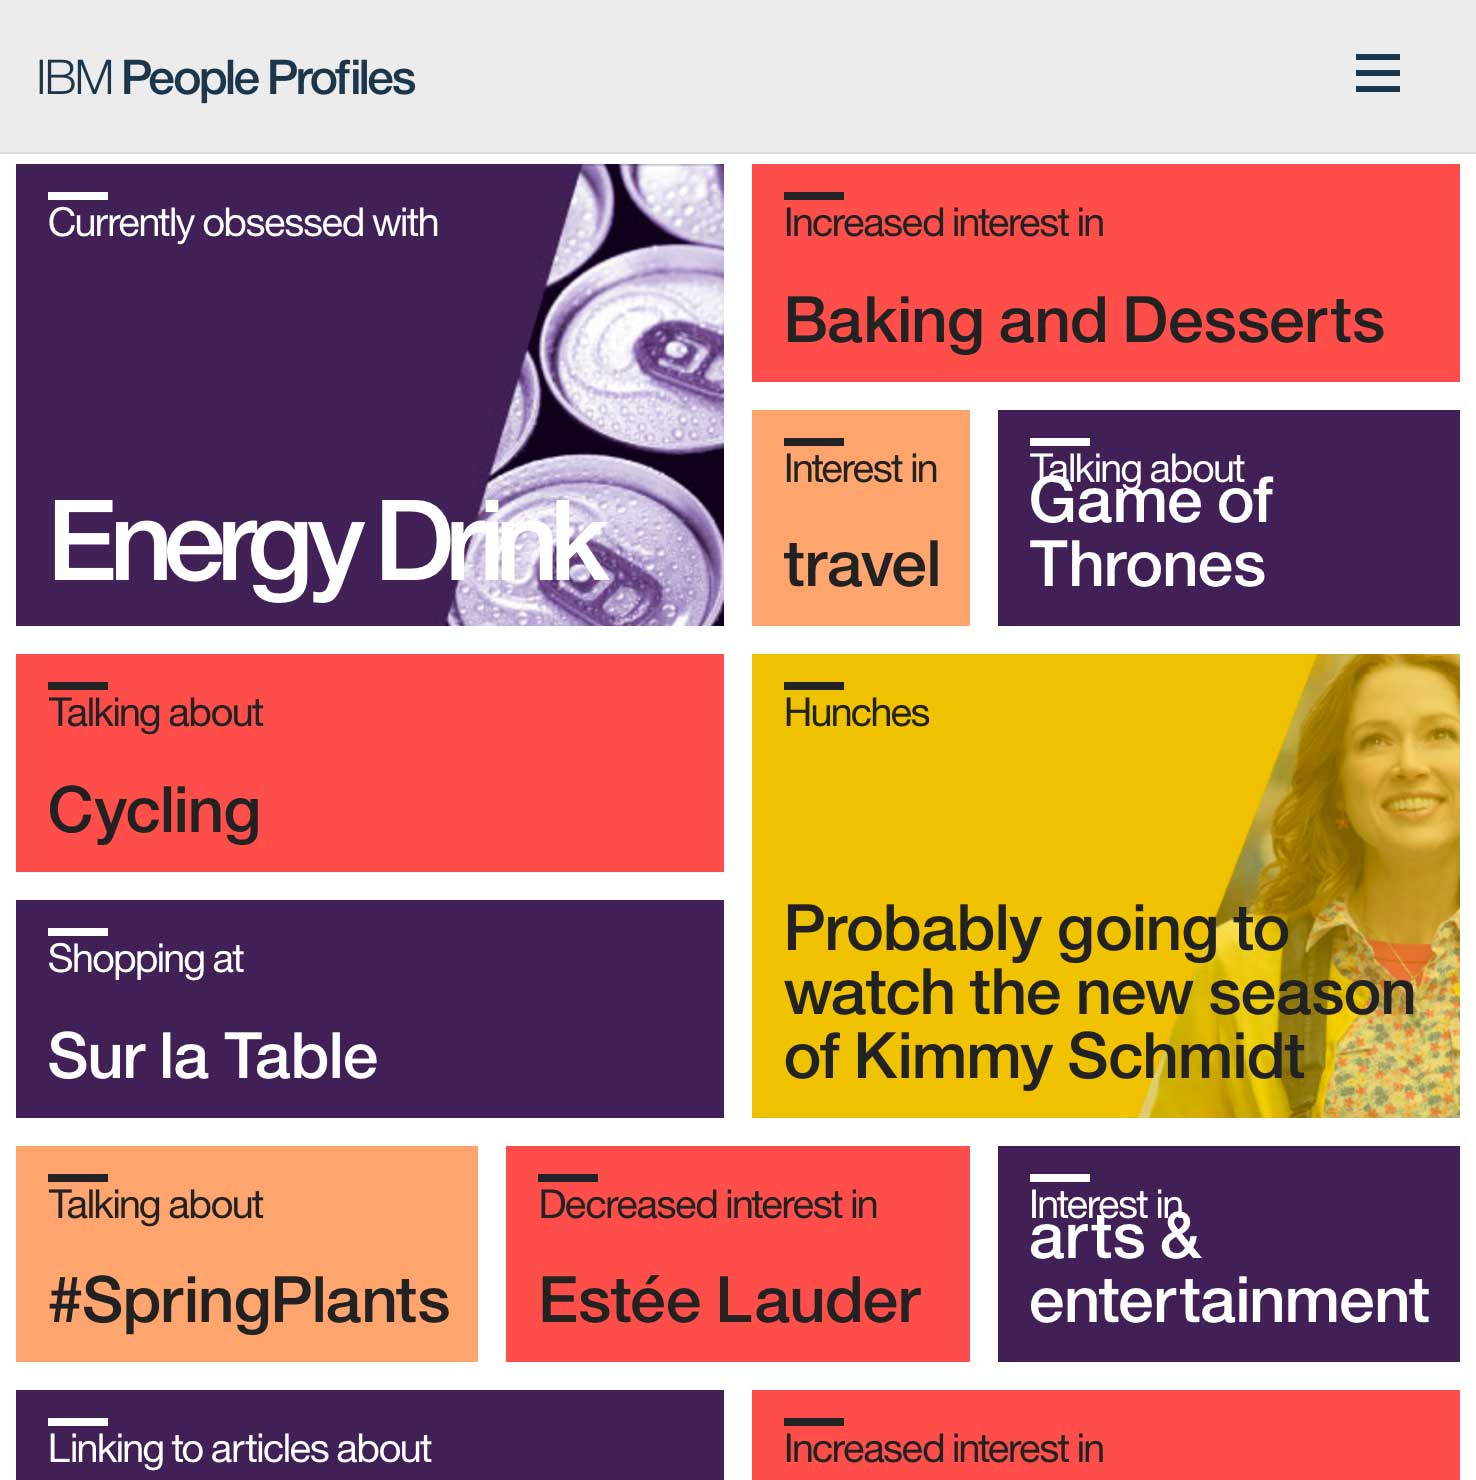 IBM People Profiles
Currently obsessed with
Energy Drink
Increased interest in
Baking and Desserts
Interest in
travel
Talking about
Game of
Thrones
Talking about
Cycling
Hunches
Probably going to
watch the new season
of Kimmy Schmidt
Shopping at
Sur la Table
Talking about
#SpringPlants
Decreased interest in
Estée Lauder
Interest in
arts &
entertainment
Linking to articles about
Increased interest in